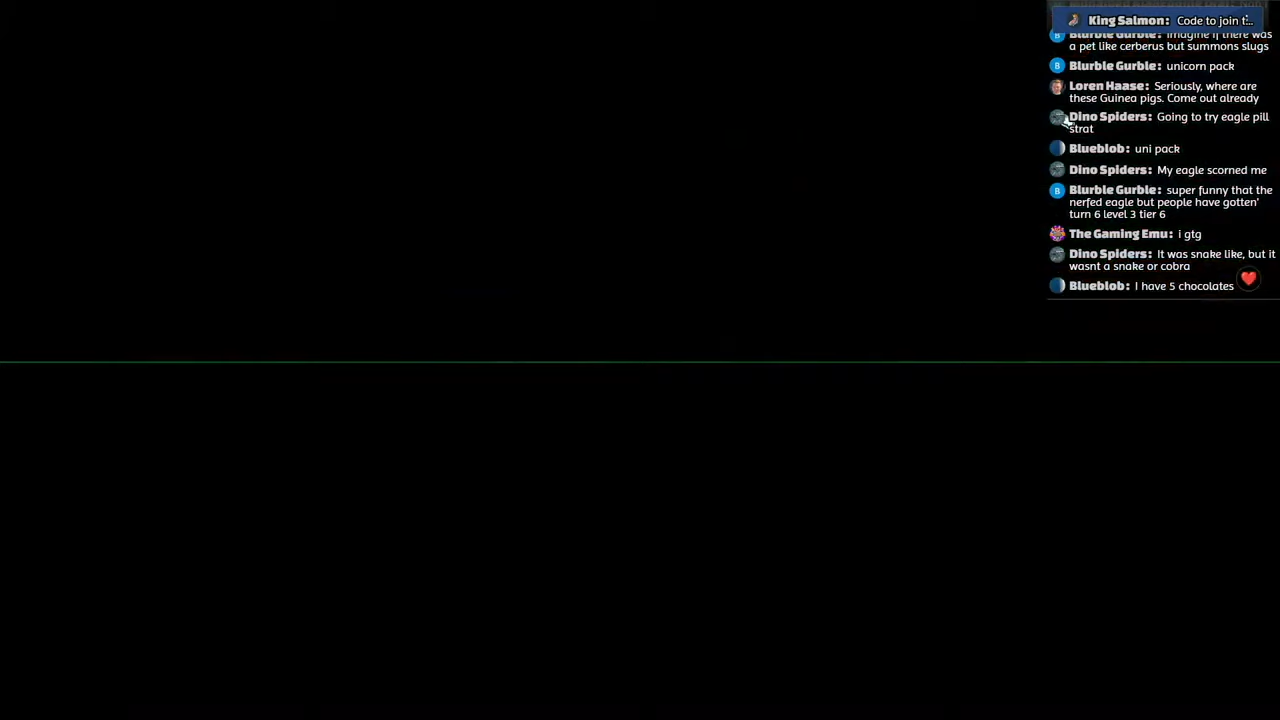 King Salmon: Code to join t...
Blurble Gurble: imagine if there was
a pet like cerberus but summons slugs
Blurble Gurble: unicorn pack
Loren Haase: Seriously, where are
these Guinea pigs. Come out already
Dino Spiders: Going to try eagle pill
strat
Blueblob: uni pack
Dino Spiders: My eagle scorned me
Blurble Gurble: super funny that the
nerfed eagle but people have gotten'
turn 6 level 3 tier 6
The Gaming Emu: i gtg
Dino Spiders: It was snake like, but it
wasnt a snake or cobra
Blueblob: I have 5 chocolates